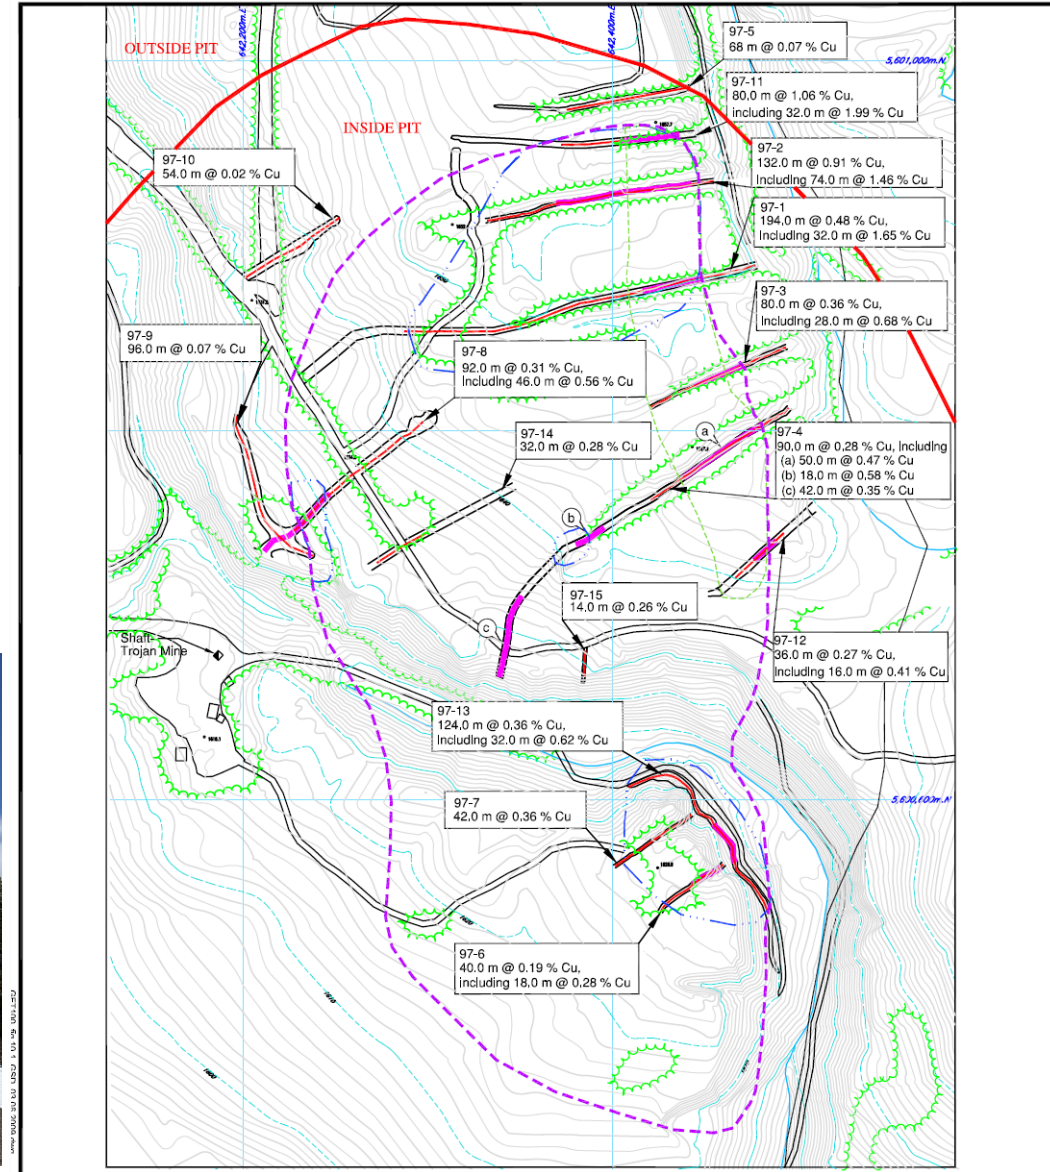 642,200m.E
642,400m.E
OUTSIDE PIT
97-5
68 m @ 0.07 % Cu
5,601,000m.N
97-11
80.0 m @ 1.06 % Cu,
including 32.0 m @ 1.99 % Cu
INSIDE PIT
97-2
132.0 m @ 0.91 % Cu,
Including 74.0 m @ 1.46 % Cu
97-10
54.0 m @ 0.02 % Cu
97-1
194.0 m @ 0.48 % Cu,
Including 32.0 m @ 1.65 % Cu
97-3
80.0 m @ 0.36 % Cu,
Including 28.0 m @ 0.68 % Cu
97-9
96.0 m @ 0.07 % Cu
97-8
92.0 m @ 0.31 % Cu,
Including 46.0 m @ 0.56 % Cu
97-14
32.0 m @ 0.28 % Cu
a
97-4
90.0 m @ 0.28 % Cu, Including
(a) 50.0 m @ 0.47 % Cu
(b) 18.0 m @ 0.58 % Cu
(c) 42.0 m @ 0.35 % Cu
b
97-15
14.0 m @ 0.26 % Cu
c
Shaft
Trojan Mine
97-12
36.0 m @ 0.27 % Cu,
Including 16.0 m @ 0.41 % Cu
97-13
124.0 m @ 0.36 % Cu,
Including 32.0 m @ 0.62 % Cu
97-7
42.0 m @ 0.36 % Cu
5,600,600m.N
1620
97-6
40.0 m @ 0.19 % Cu,
including 18.0 m @ 0.28 % Cu
1610
1600